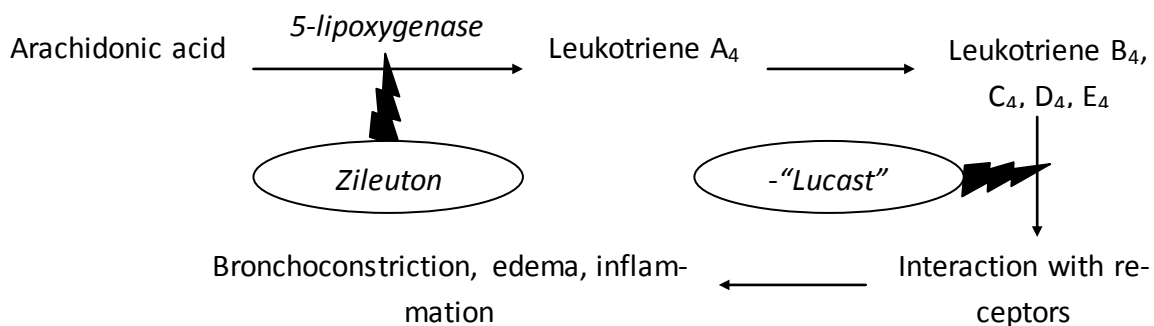 5-lipoxygenase
Arachidonic acid
Leukotriene A₄
Leukotriene B₄,
C₄, D₄, E₄
Zileuton
-“Lucast”
Bronchoconstriction, edema, inflam-
mation
Interaction with re-
ceptors